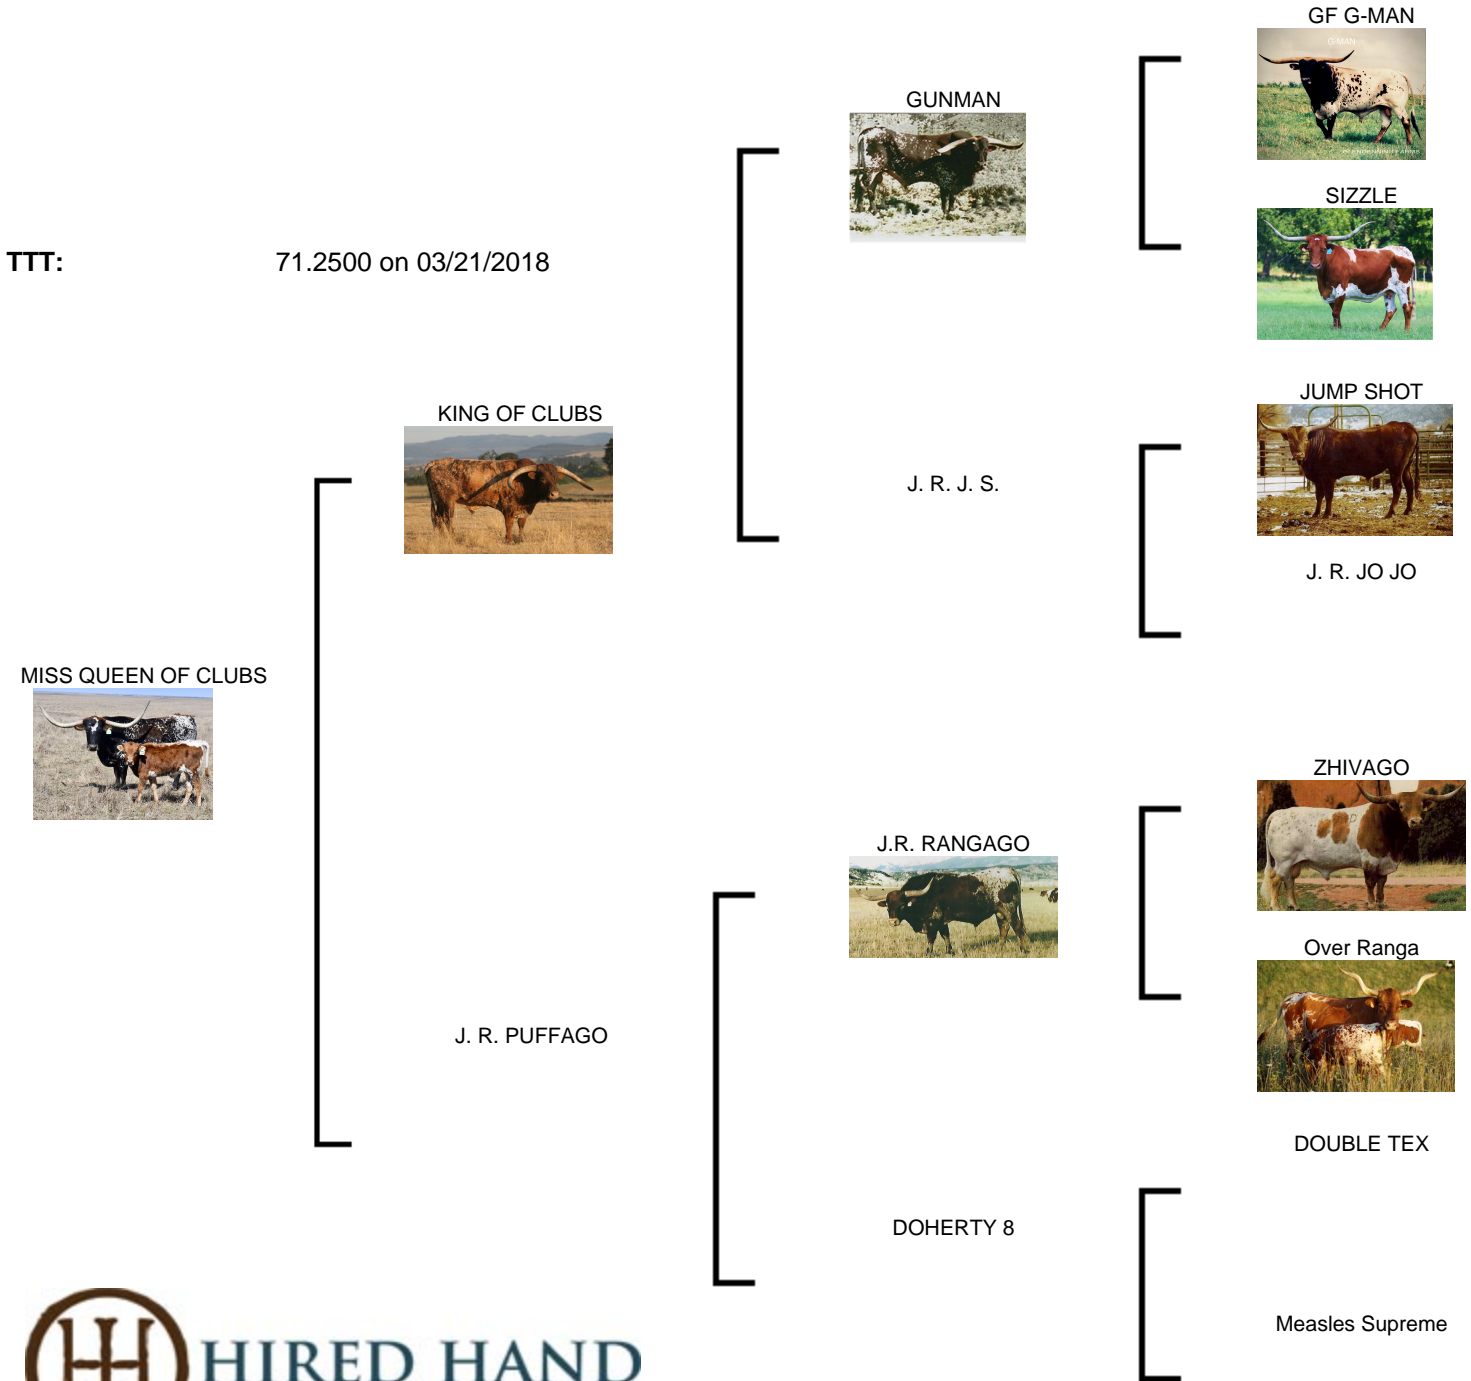 GF G-MAN
G-MAN
GUNMAN
SIZZLE
TTT: 71.2500 on 03/21/2018
JUMP SHOT
KING OF CLUBS
J. R. J. S.
J. R. JO JO
MISS QUEEN OF CLUBS
ZHIVAGO
J.R. RANGAGO
Over Ranga
J. R. PUFFAGO
DOUBLE TEX
DOHERTY 8
Measles Supreme
HIRED HAND